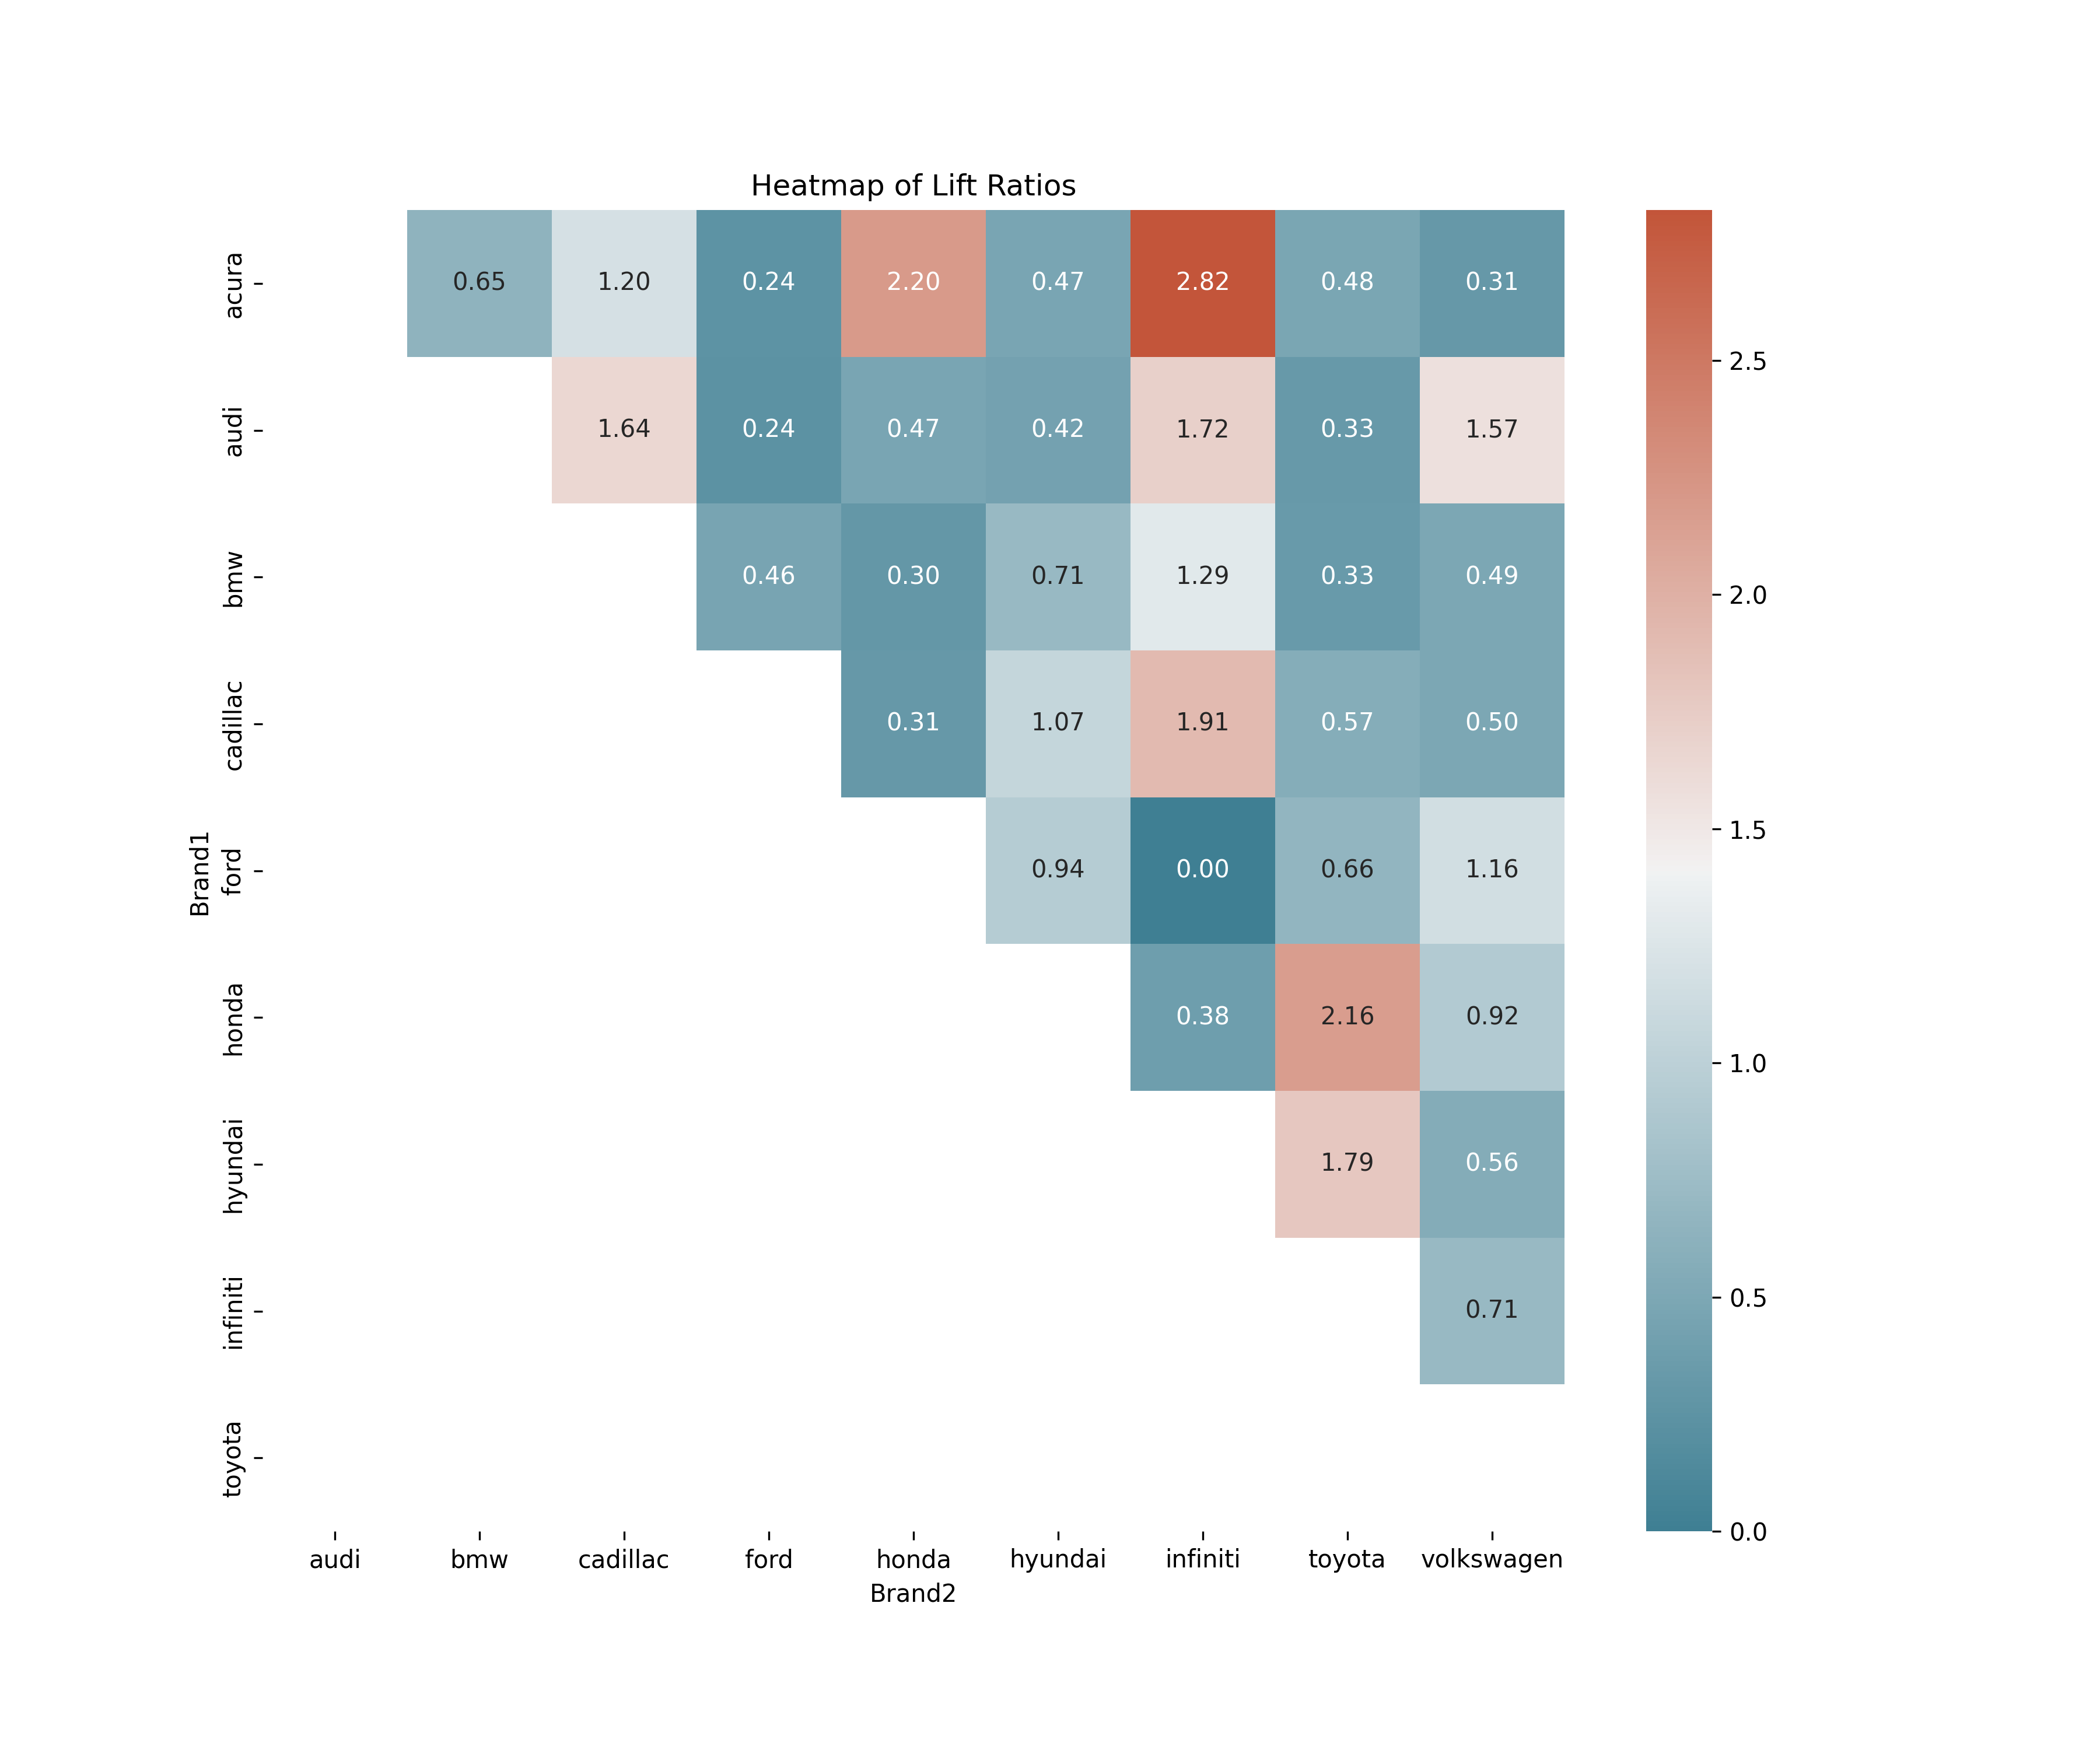 Heatmap of Lift Ratios
acura
0.65 1.20 0.24 2.20 0.47 2.82 0.48 0.31
audi
1.64 0.24 0.47 0.42 1.72 0.33 1.57
bmw
0.46 0.30 0.71 1.29 0.33 0.49
cadillac
0.31 1.07 1.91 0.57 0.50
Brand1
ford
0.94 0.00 0.66 1.16
honda
0.38 2.16 0.92
hyundai
1.79 0.56
infiniti
0.71
toyota
audi bmw cadillac ford honda hyundai infiniti toyota volkswagen
Brand2
2.5
2.0
1.5
1.0
0.5
0.0